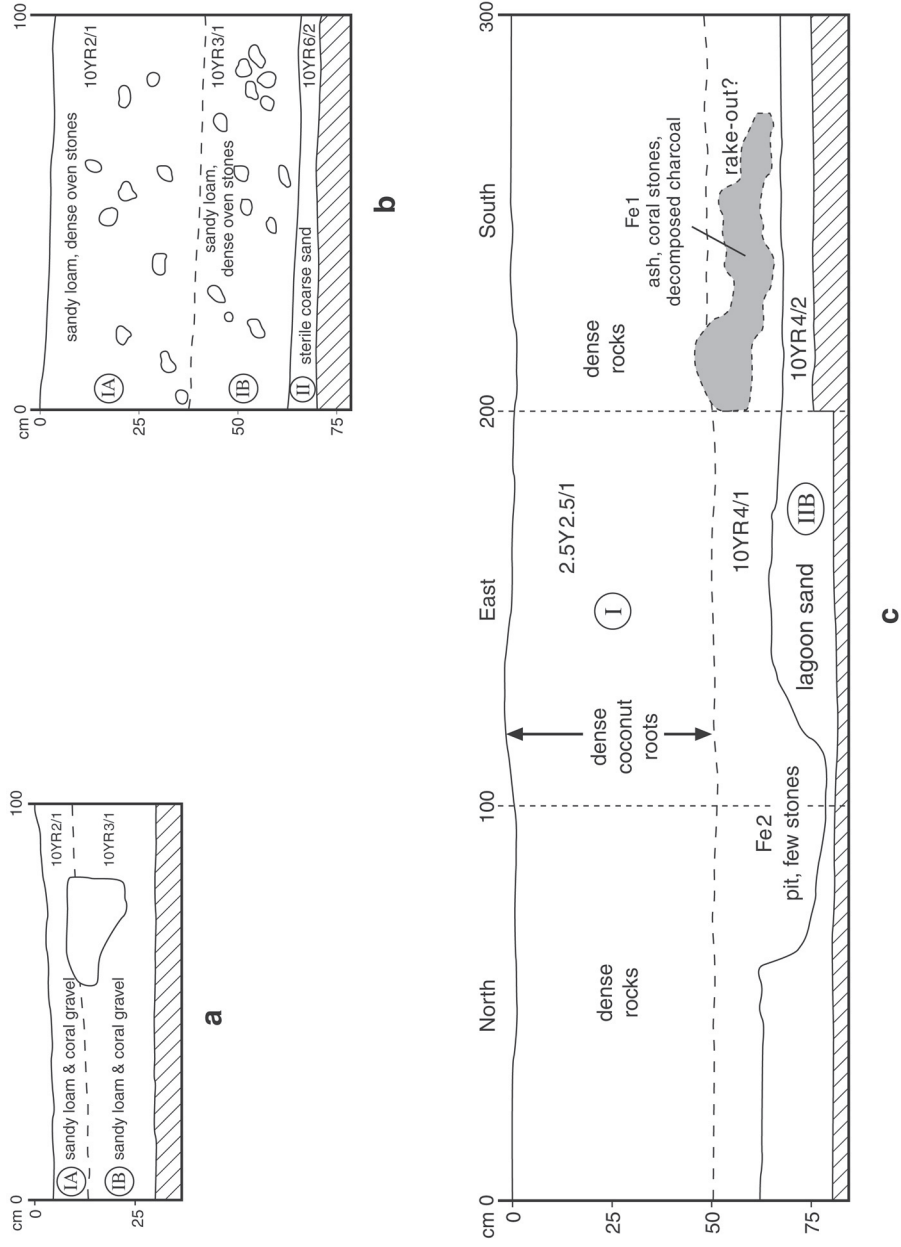 cm 0
100
0
25
IA
sandy loam & coral gravel
10YR2/1
IB
sandy loam & coral gravel
10YR3/1
a
cm 0
100
0
25
50
75
sandy loam, dense oven stones
10YR2/1
IA
sandy loam,
dense oven stones
10YR3/1
IB
II
sterile coarse sand
10YR6/2
b
cm 0
100
200
300
North
East
South
0
25
50
75
dense
rocks
dense
coconut
roots
I
2.5Y2.5/1
dense
rocks
Fe1
ash, coral stones,
decomposed charcoal
rake-out?
Fe2
pit, few stones
10YR4/1
lagoon sand
IIB
10YR4/2
c